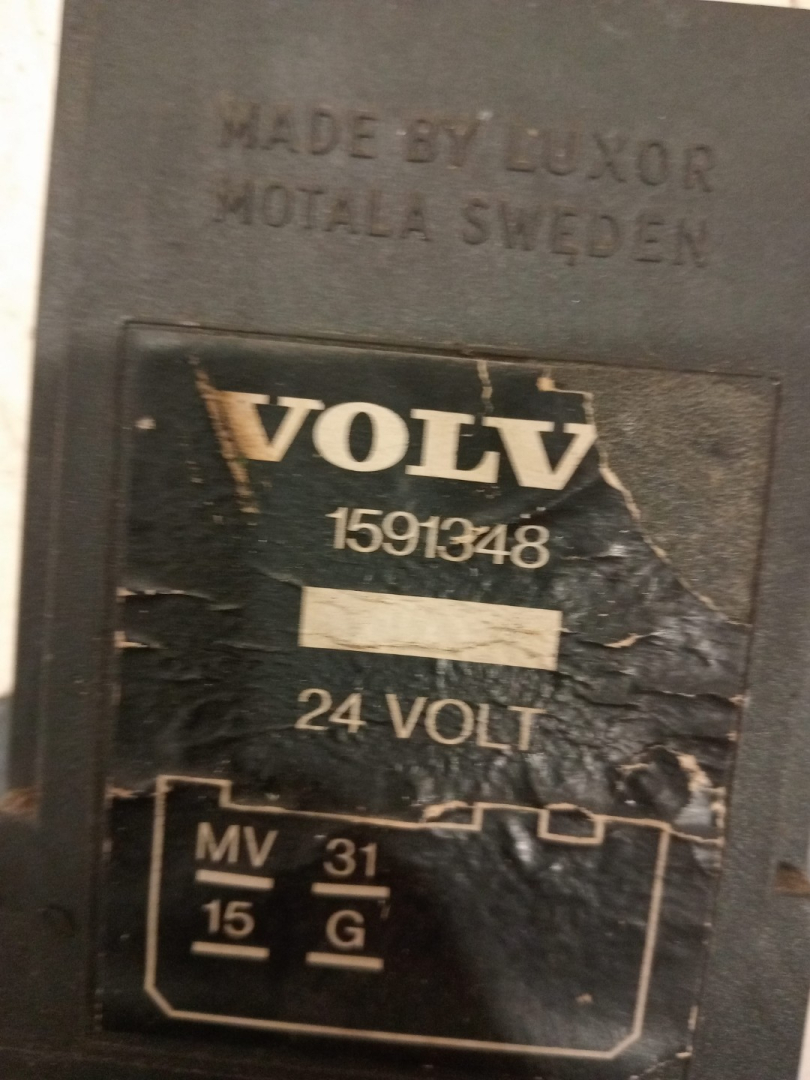 MADE BY LUXOR
MOTALA SWEDEN
VOLV
1591348
24 VOLT
MV 31
15 G